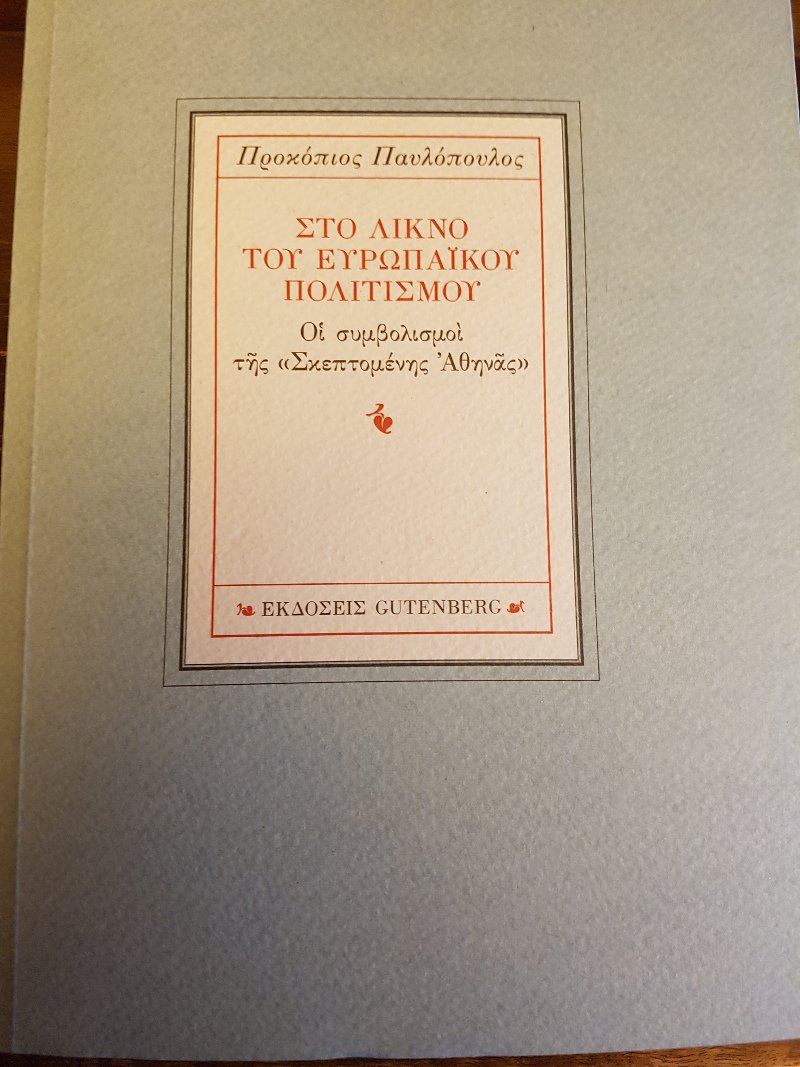 Προκόπιος Παυλόπουλος
ΣΤΟ ΛΙΚΝΟ
ΤΟΥ ΕΥΡΩΠΑΪΚΟΥ
ΠΟΛΙΤΙΣΜΟΥ
Οἱ συμβολισμοὶ
τῆς «Σκεπτομένης Ἀθηνᾶς»
ΕΚΔΟΣΕΙΣ GUTENBERG